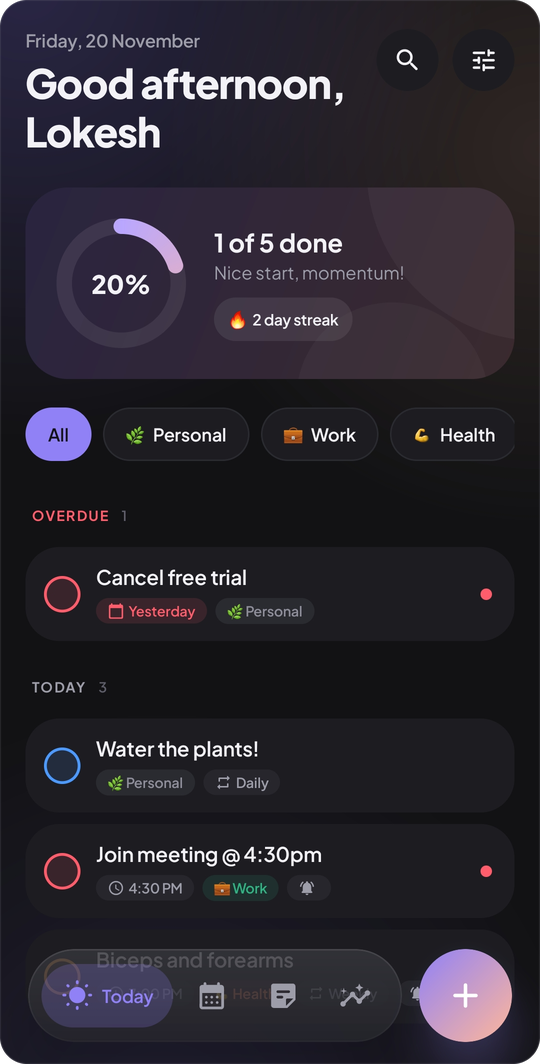 Friday, 20 November
Good afternoon,
Lokesh
20%
1 of 5 done
Nice start, momentum!
2 day streak
All
Personal
Work
Health
OVERDUE 1
Cancel free trial
Yesterday
Personal
TODAY 3
Water the plants!
Personal
Daily
Join meeting @ 4:30pm
4:30 PM
Work
Biceps and forearms
Today